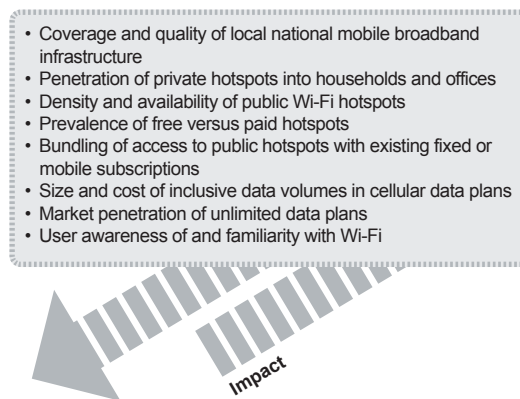 • Coverage and quality of local national mobile broadband
infrastructure
• Penetration of private hotspots into households and offices
• Density and availability of public Wi-Fi hotspots
• Prevalence of free versus paid hotspots
• Bundling of access to public hotspots with existing fixed or
mobile subscriptions
• Size and cost of inclusive data volumes in cellular data plans
• Market penetration of unlimited data plans
• User awareness of and familiarity with Wi-Fi
Impact